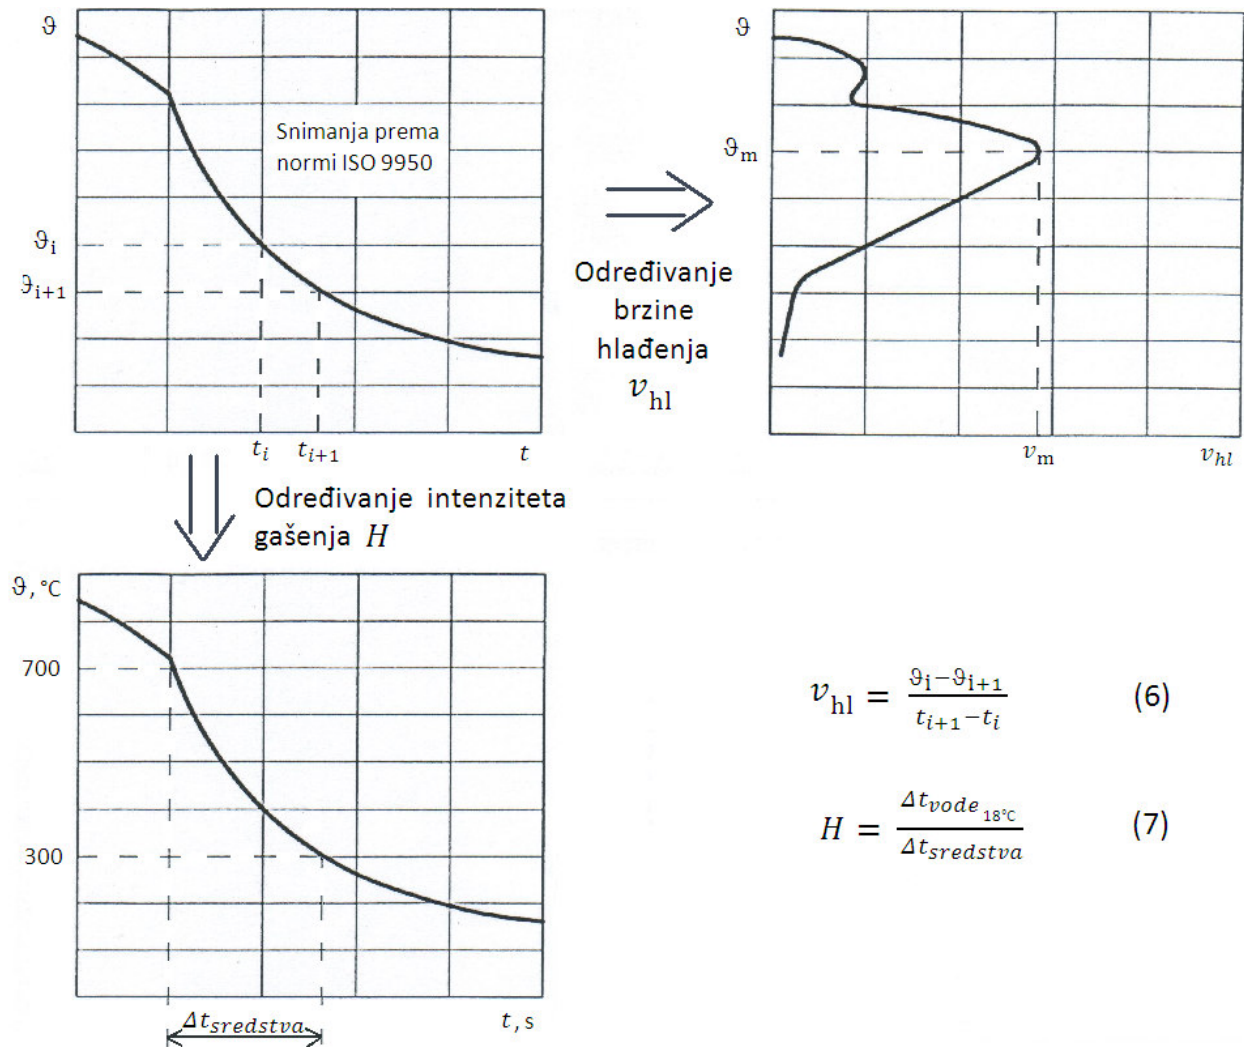 ϑ
Snimanja prema
normi ISO 9950
ϑi
ϑi+1
ti
ti+1
t
Određivanje
brzine
hlađenja
vhl
ϑ
ϑm
vm
vhl
Određivanje intenziteta
gašenja H
ϑ, °C
700
300
Δtsredstva
t, s
vhl = (ϑi−ϑi+1)/(ti+1−ti) (6)
H = Δtvode 18°C/Δtsredstva (7)